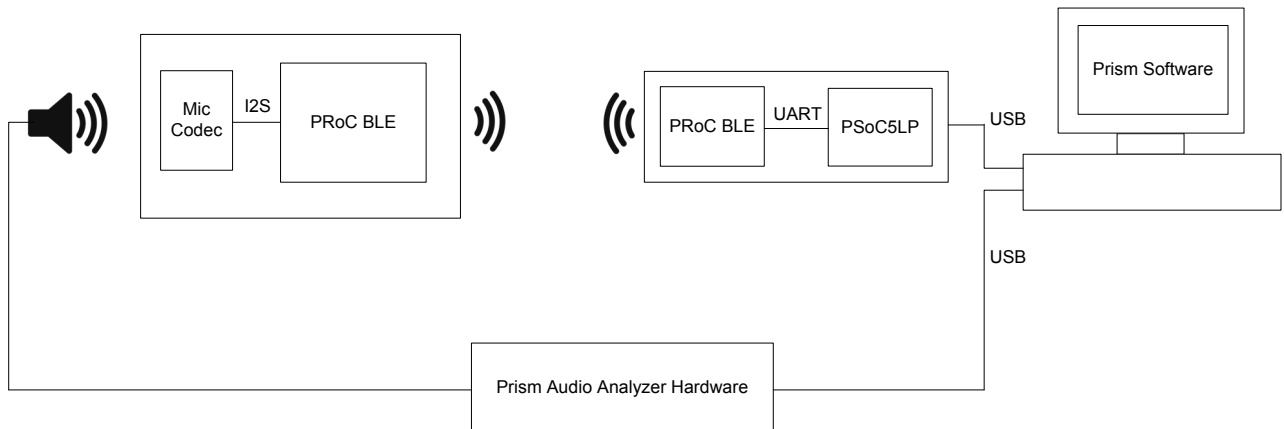 Mic
Codec
I2S
PRoC BLE
PRoC BLE
UART
PSoC5LP
USB
Prism Software
USB
Prism Audio Analyzer Hardware